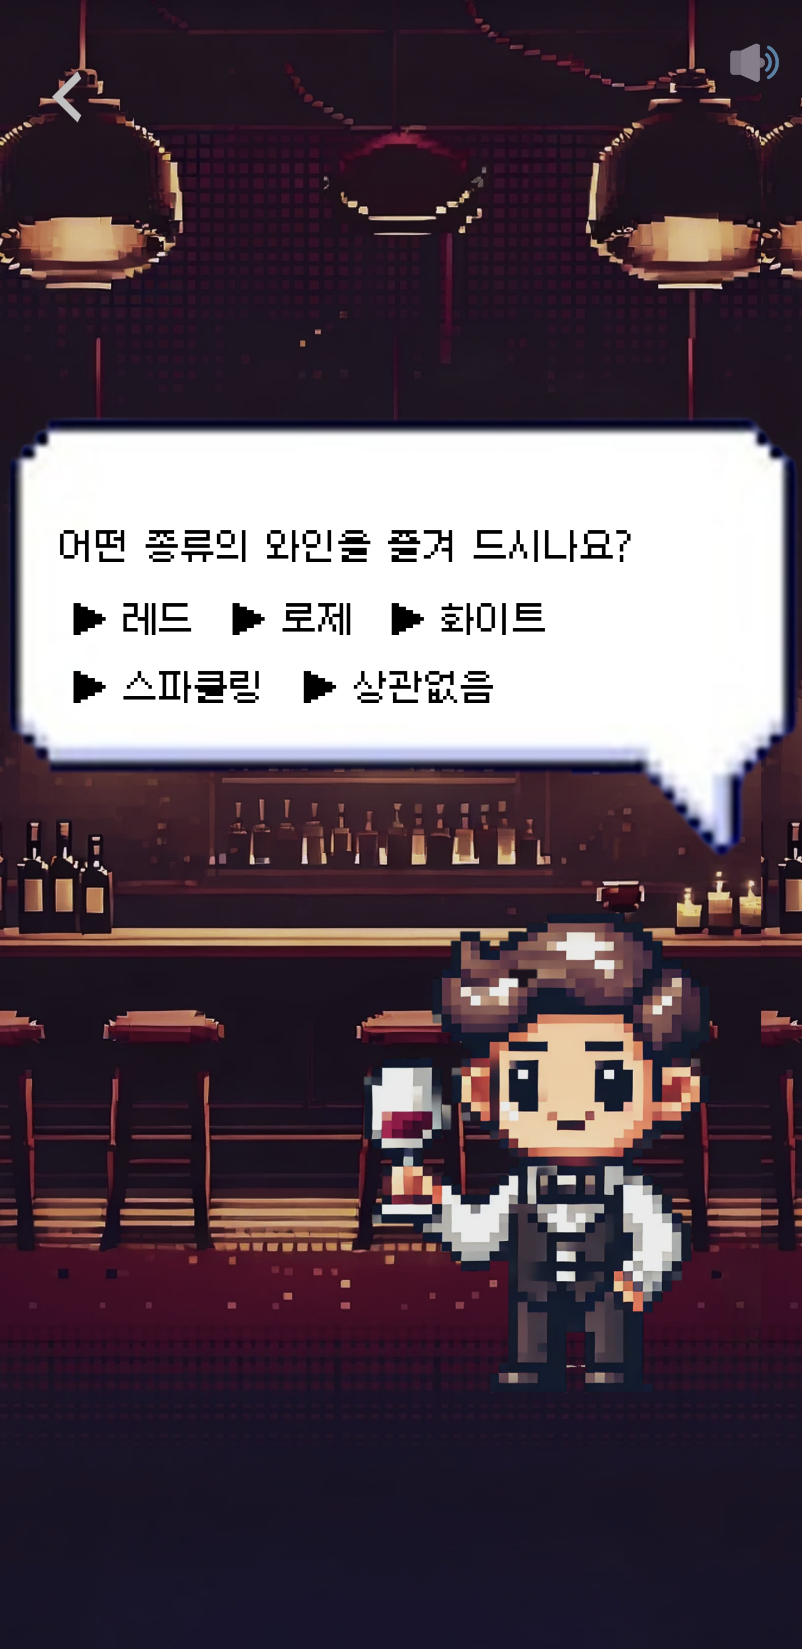 어떤 종류의 와인을 즐겨 드시나요?
▶ 레드 ▶ 로제 ▶ 화이트
▶ 스파클링 ▶ 상관없음